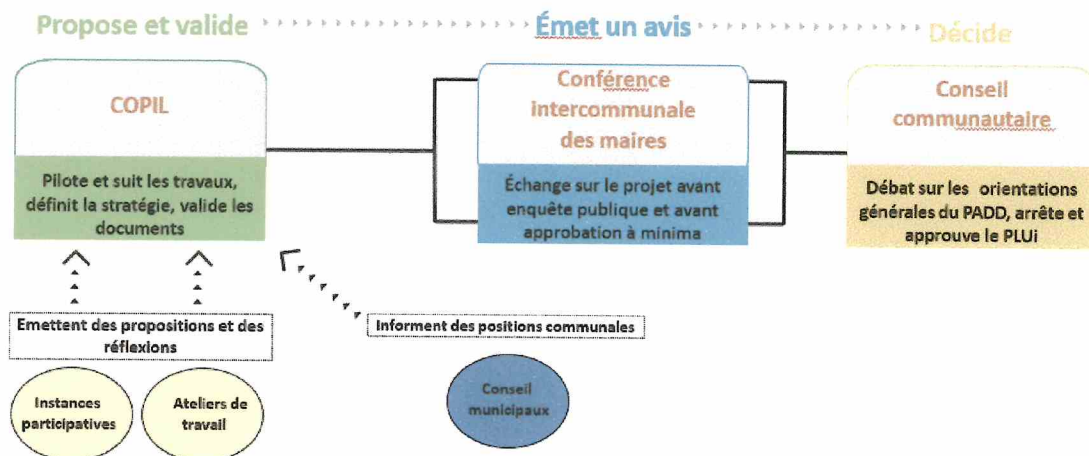 Propose et valide
Émet un avis
Décide
COPIL
Pilote et suit les travaux,
définit la stratégie, valide les
documents
Conférence
intercommunale
des maires
Échange sur le projet avant
enquête publique et avant
approbation à minima
Conseil
communautaire
Débat sur les orientations
générales du PADD, arrête et
approuve le PLUi
Emettent des propositions et des
réflexions
Informent des positions communales
Instances
participatives
Ateliers de
travail
Conseil
municipaux